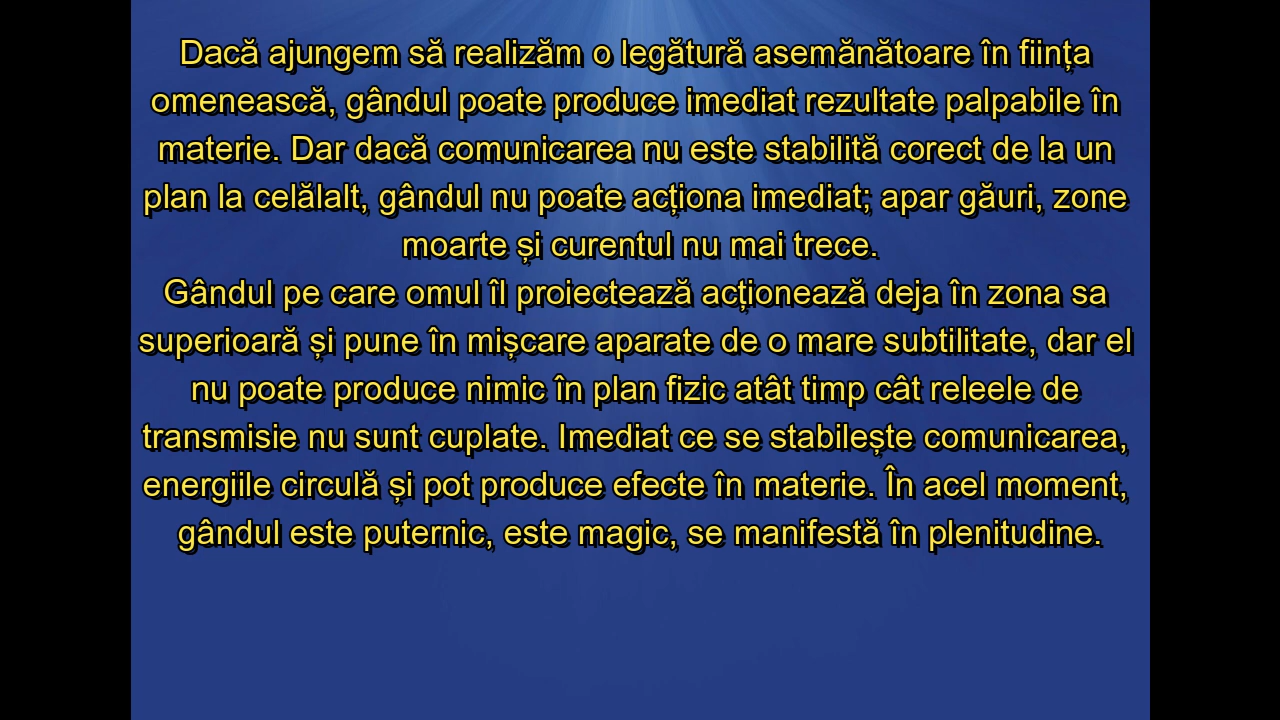 Dacă ajungem să realizăm o legătură asemănătoare în ființa
omenească, gândul poate produce imediat rezultate palpabile în
materie. Dar dacă comunicarea nu este stabilită corect de la un
plan la celălalt, gândul nu poate acționa imediat; apar găuri, zone
moarte și curentul nu mai trece.
Gândul pe care omul îl proiectează acționează deja în zona sa
superioară și pune în mișcare aparate de o mare subtilitate, dar el
nu poate produce nimic în plan fizic atât timp cât releele de
transmisie nu sunt cuplate. Imediat ce se stabilește comunicarea,
energiile circulă și pot produce efecte în materie. În acel moment,
gândul este puternic, este magic, se manifestă în plenitudine.